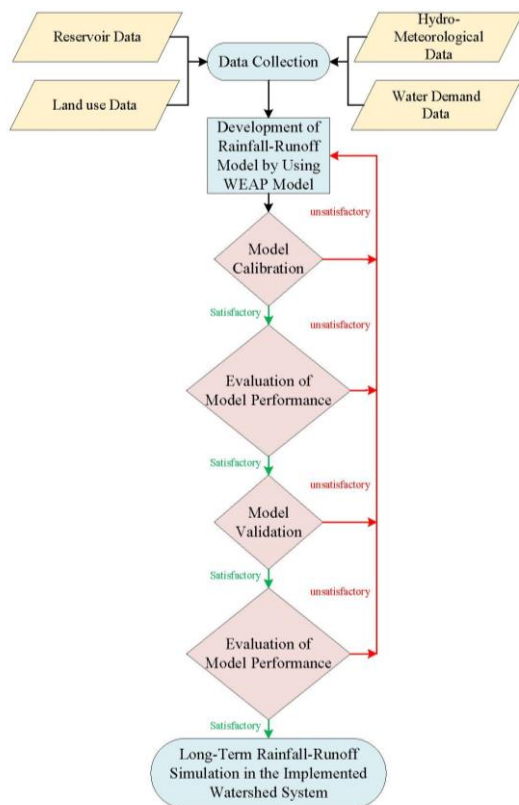 Reservoir Data
Hydro-
Meteorological
Data
Data Collection
Land use Data
Water Demand
Data
Development of
Rainfall-Runoff
Model by Using
WEAP Model
unsatisfactory
Model
Calibration
Satisfactory
unsatisfactory
Evaluation of
Model Performance
Satisfactory
unsatisfactory
Model
Validation
Satisfactory
unsatisfactory
Evaluation of
Model Performance
Satisfactory
Long-Term Rainfall-Runoff
Simulation in the Implemented
Watershed System